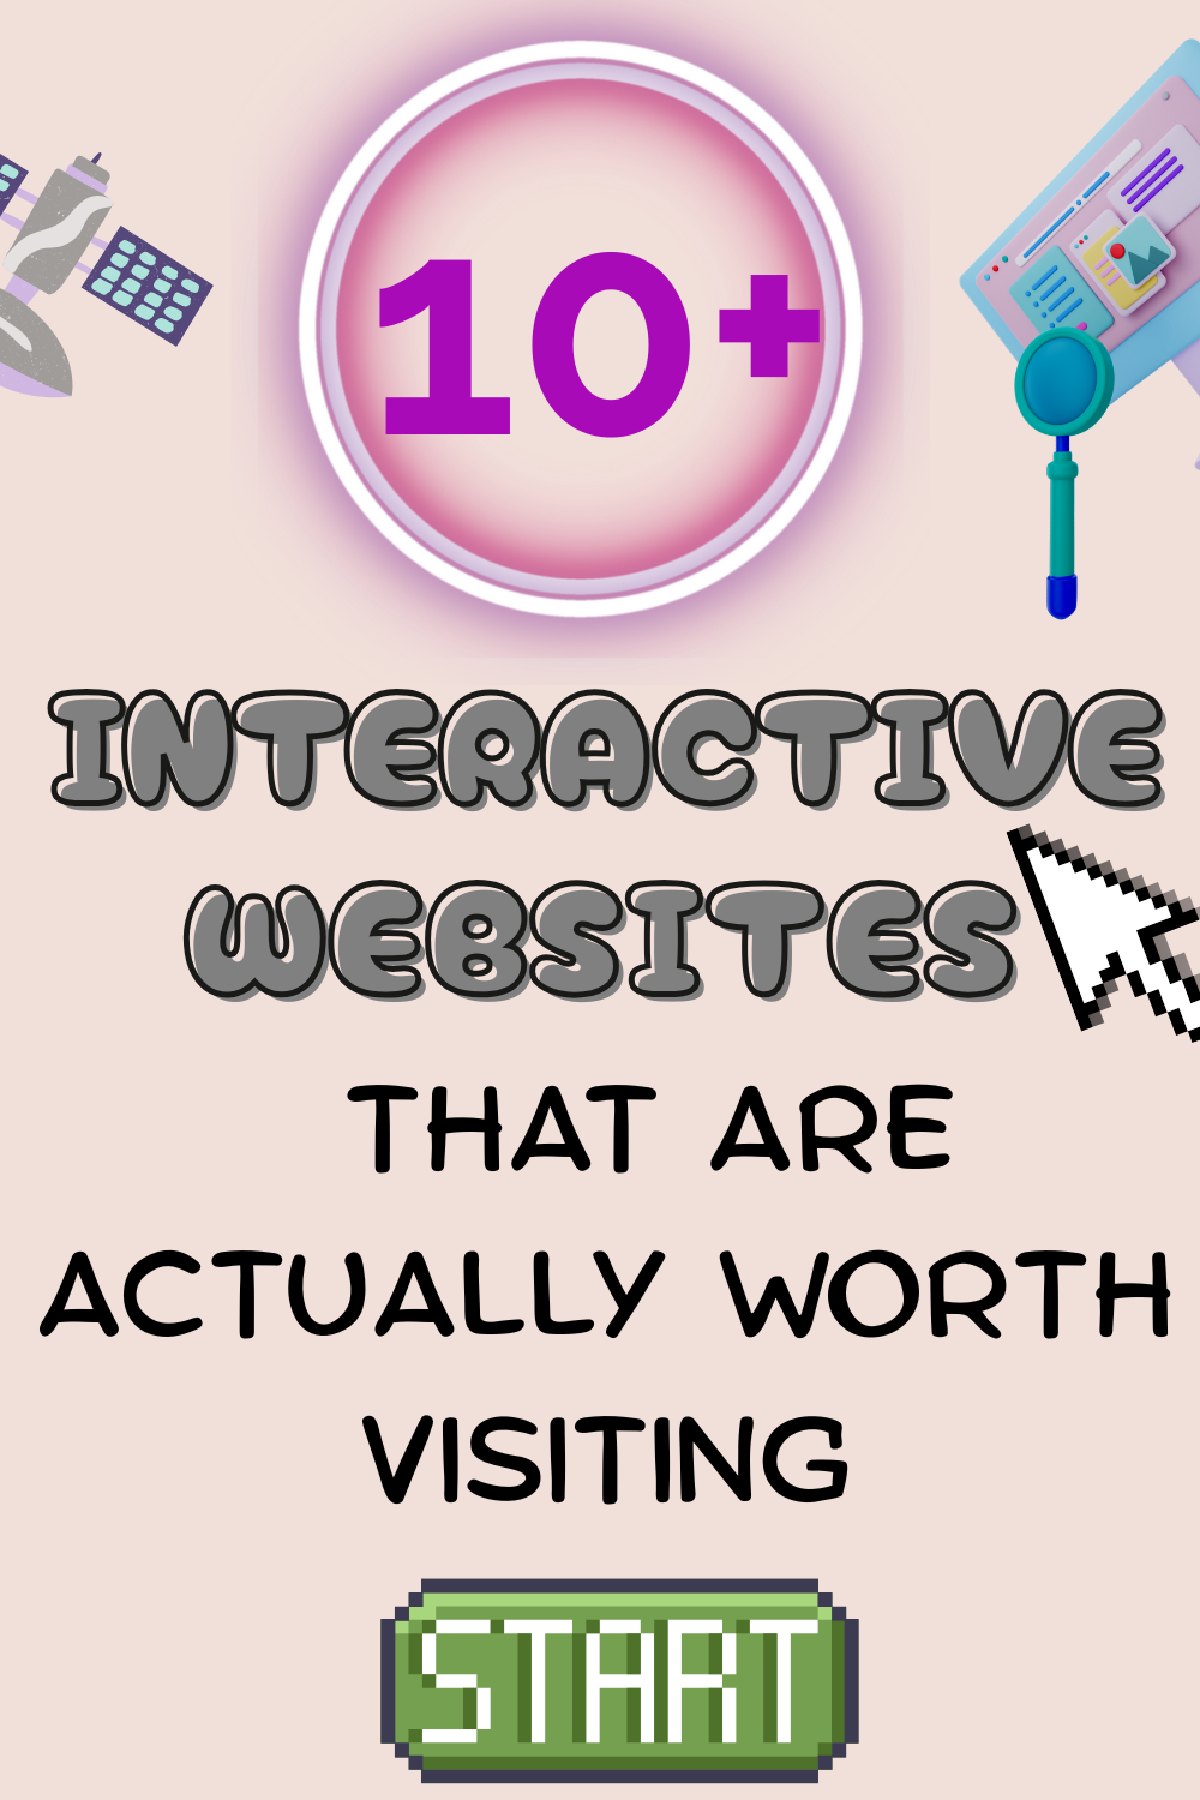 10+
INTERACTIVE
WEBSITES
THAT ARE
ACTUALLY WORTH
VISITING
START